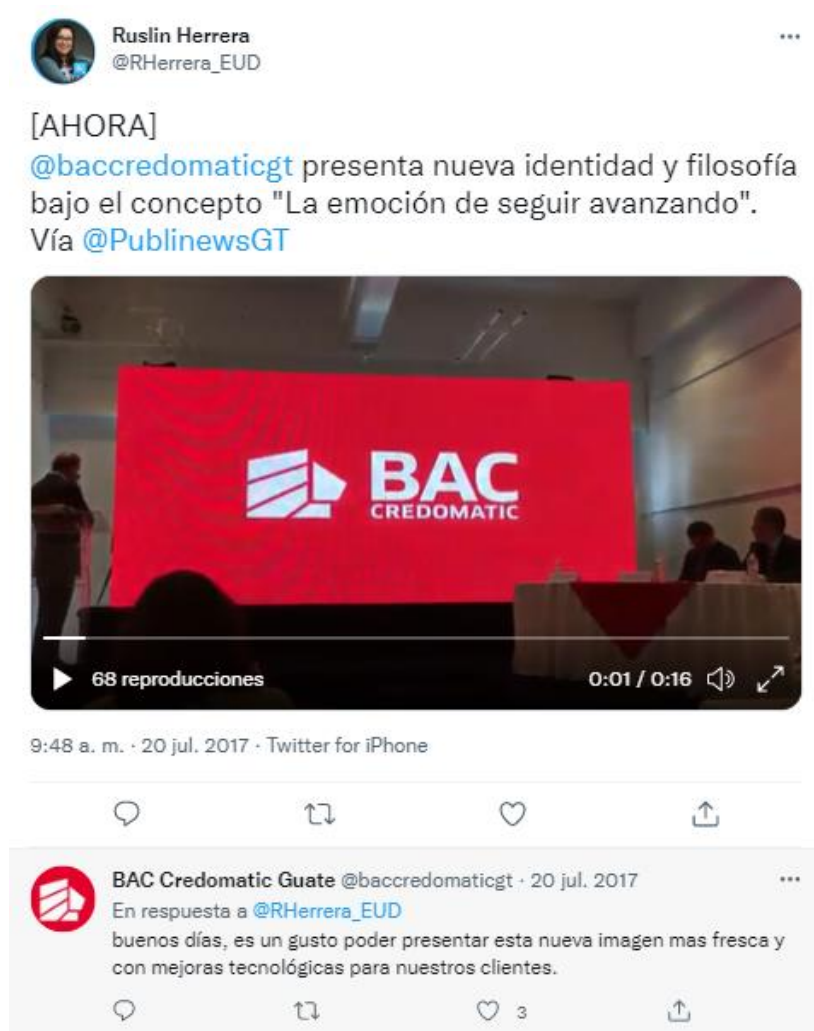 Ruslin Herrera
@RHerrera_EUD
[AHORA]
@baccredomaticgt presenta nueva identidad y filosofía
bajo el concepto "La emoción de seguir avanzando".
Vía @PublinewsGT
BAC
CREDOMATIC
68 reproducciones
0:01 / 0:16
9:48 a. m. · 20 jul. 2017 · Twitter for iPhone
BAC Credomatic Guate @baccredomaticgt · 20 jul. 2017
En respuesta a @RHerrera_EUD
buenos días, es un gusto poder presentar esta nueva imagen mas fresca y
con mejoras tecnológicas para nuestros clientes.
3